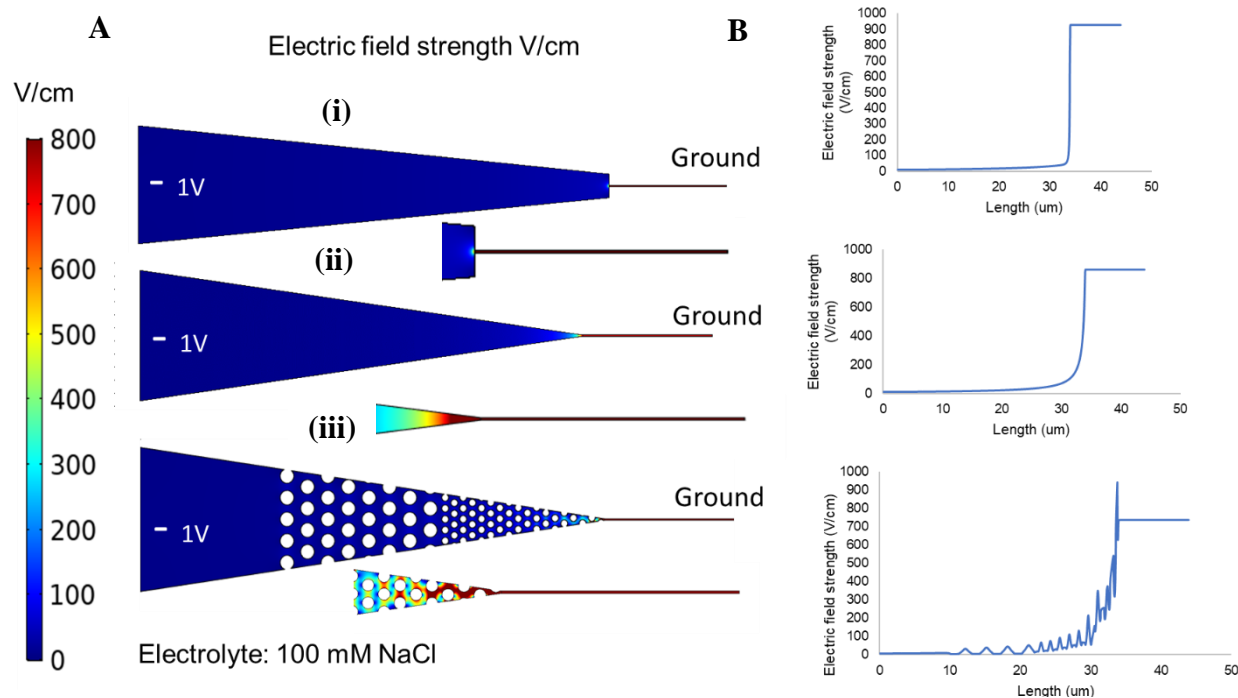 A
Electric field strength V/cm
V/cm
800
700
600
500
400
300
200
100
0
(i)
- 1V
Ground
(ii)
- 1V
Ground
(iii)
- 1V
Ground
Electrolyte: 100 mM NaCl
B
Electric field strength
(V/cm)
1000
900
800
700
600
500
400
300
200
100
0
0 10 20 30 40 50
Length (um)
Electric field strength
(V/cm)
1000
800
600
400
200
0
0 10 20 30 40 50
Length (um)
Electric field strength (V/cm)
1000
900
800
700
600
500
400
300
200
100
0
0 10 20 30 40 50
Length (um)